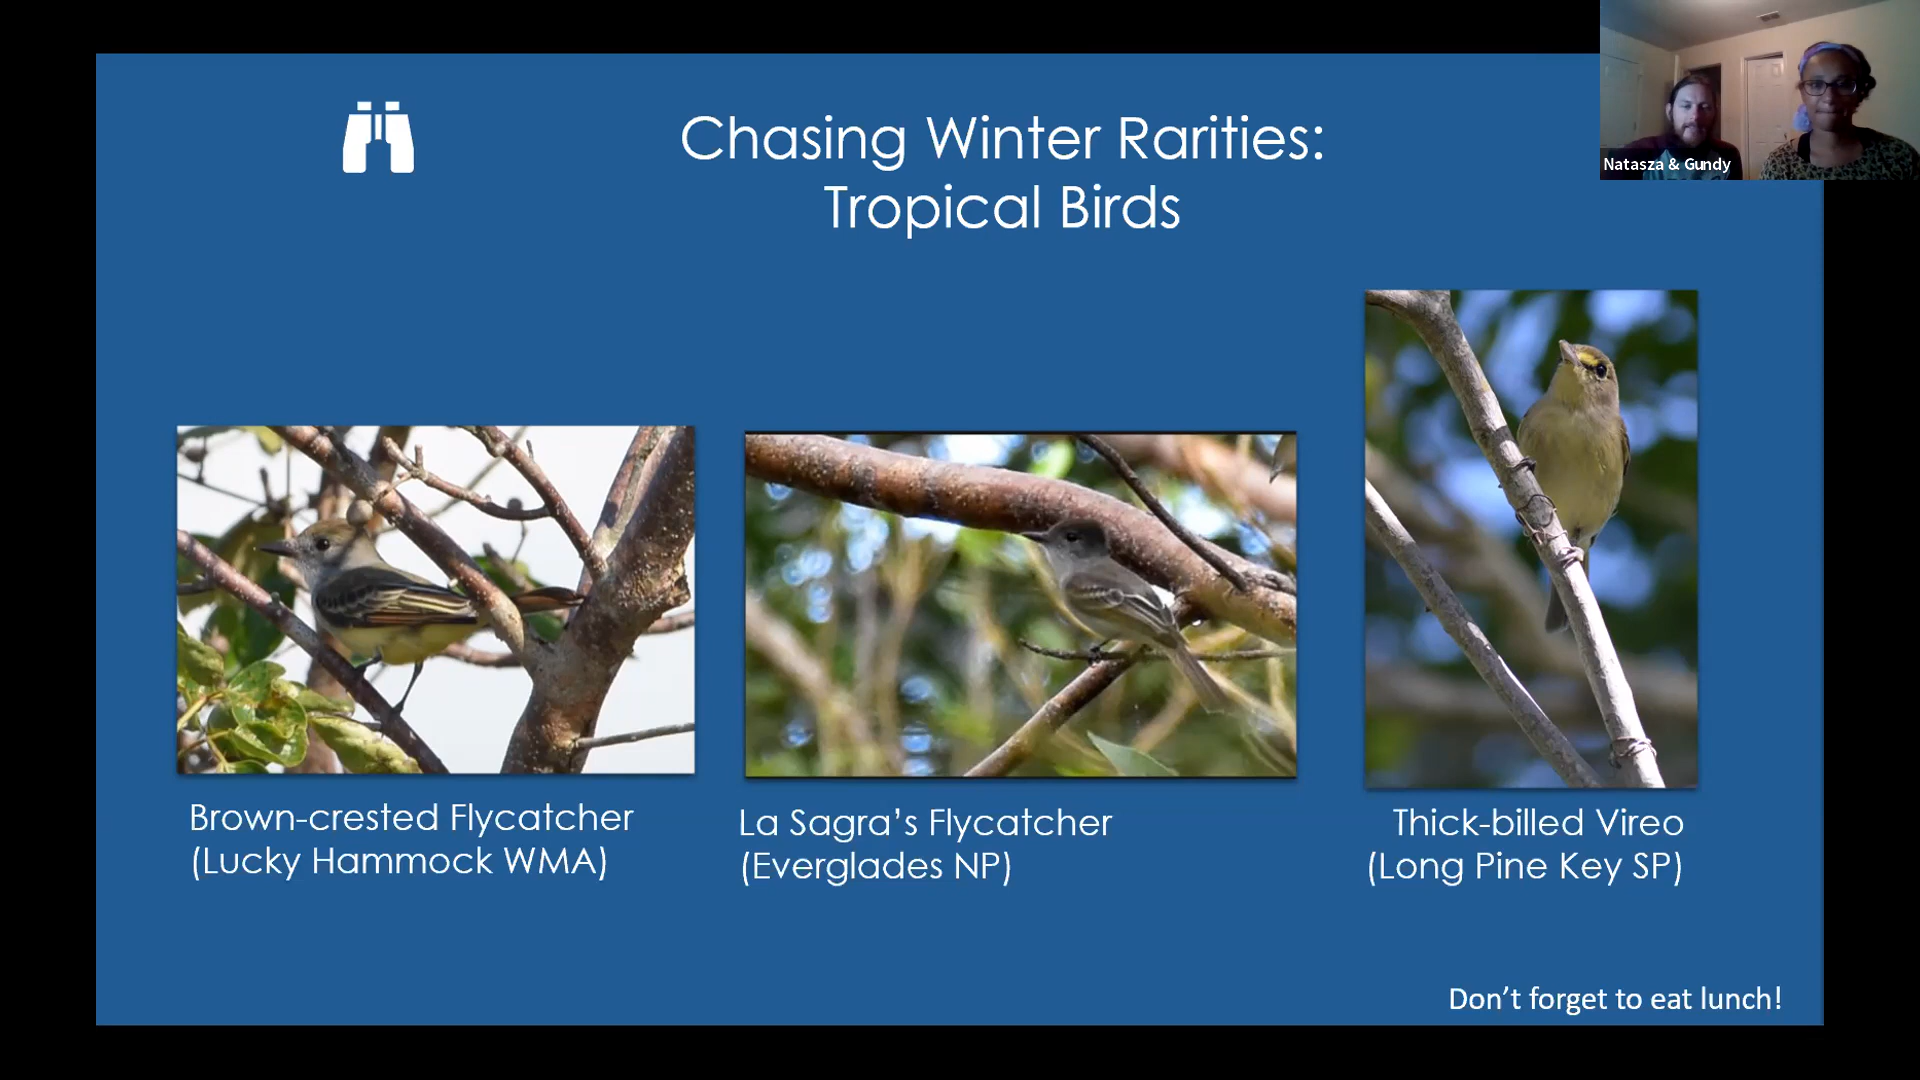 Chasing Winter Rarities:
Tropical Birds
Natasza & Gundy
Brown-crested Flycatcher
(Lucky Hammock WMA)
La Sagra’s Flycatcher
(Everglades NP)
Thick-billed Vireo
(Long Pine Key SP)
Don’t forget to eat lunch!